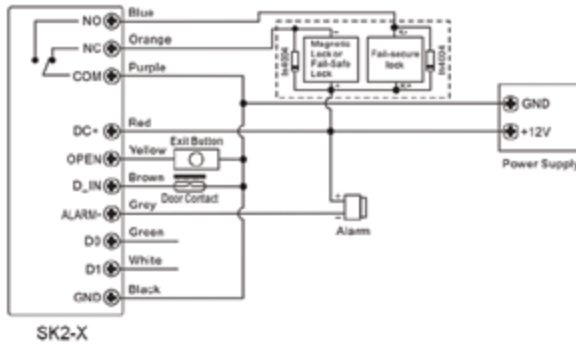 NO Blue
NC Orange
COM Purple
DC+ Red
OPEN Yellow
Exit Button
D_IN Brown
Door Contact
ALARM- Grey
D0 Green
D1 White
GND Black
SK2-X
In4004
Magnetic
Lock or
Fail-Safe
Lock
-
+
Fail-secure
lock
In4004
GND
+12V
Power Supply
+
-
Alarm